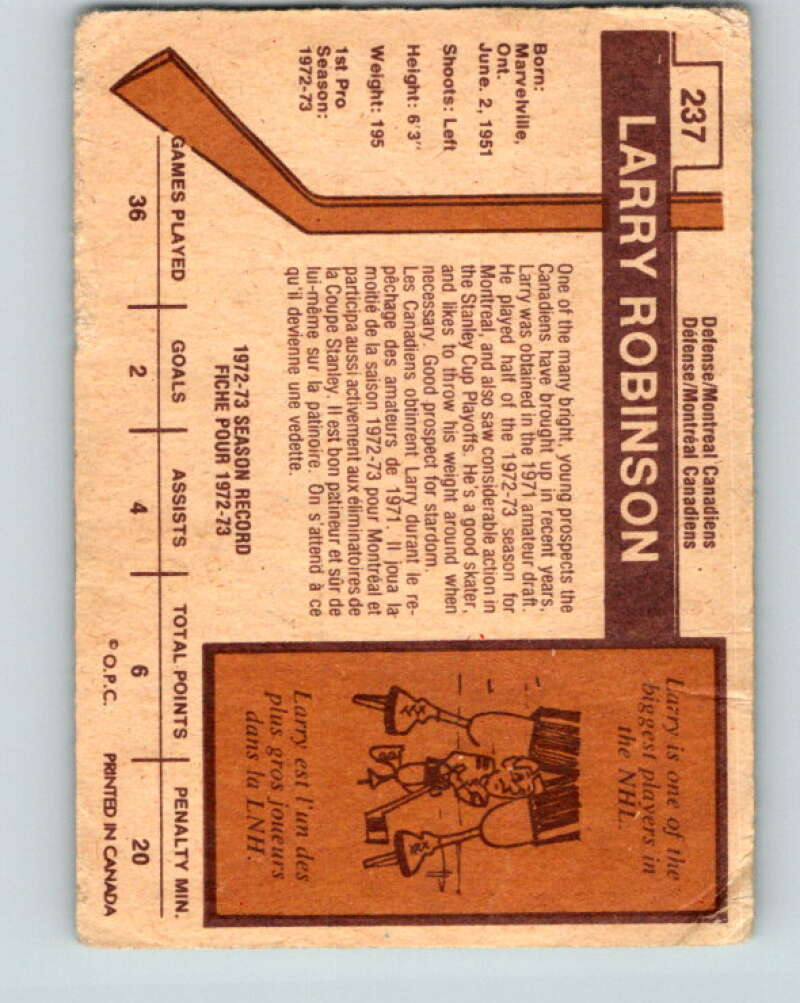 237
Defense/Montreal Canadiens
Défense/Montréal Canadiens
LARRY ROBINSON
Born:
Marvelville,
Ont.
June. 2, 1951
Shoots: Left
Height: 6'3"
Weight: 195
1st Pro
Season:
1972-73
One of the many bright, young prospects the
Canadiens have brought up in recent years,
Larry was obtained in the 1971 amateur draft.
He played half of the 1972-73 season for
Montreal, and also saw considerable action in
the Stanley Cup Playoffs. He's a good skater,
and likes to throw his weight around when
necessary. Good prospect for stardom.
Les Canadiens obtinrent Larry durant le re-
pêchage des amateurs de 1971. Il joua la
moitié de la saison 1972-73 pour Montréal et
participa aussi activement aux éliminatoires de
la Coupe Stanley. Il est bon patineur et sûr de
lui-même sur la patinoire. On s'attend à ce
qu'il devienne une vedette.
Larry is one of the
biggest players in
the NHL.
Larry est l'un des
plus gros joueurs
dans la LNH.
1972-73 SEASON RECORD
FICHE POUR 1972-73
GAMES PLAYED GOALS ASSISTS TOTAL POINTS PENALTY MIN.
36 2 4 6 20
© O.P.C. PRINTED IN CANADA